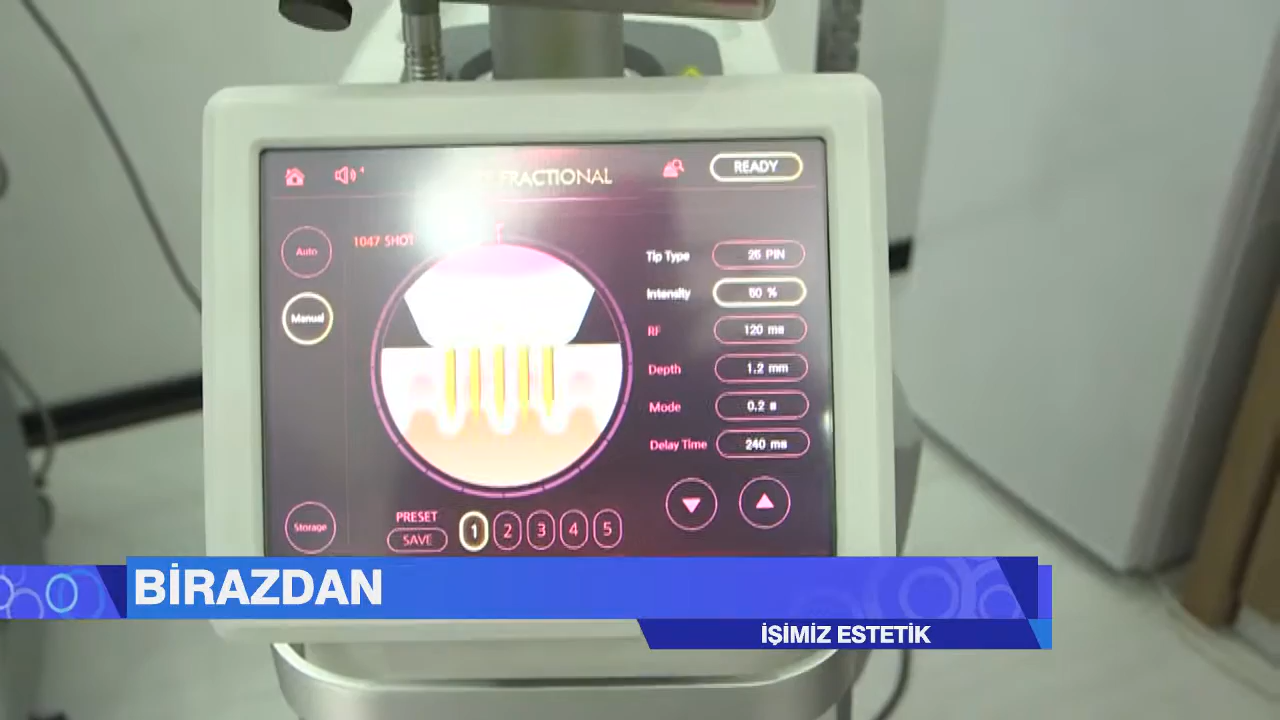 FRACTIONAL
READY
Auto
1047 SHOT
Tip Type 25 PIN
Manual
Intensity 50 %
RF 120 ms
Depth 1.2 mm
Mode 0.2 s
Delay Time 240 ms
Storage
PRESET
SAVE
1 2 3 4 5
BİRAZDAN
İŞİMİZ ESTETİK